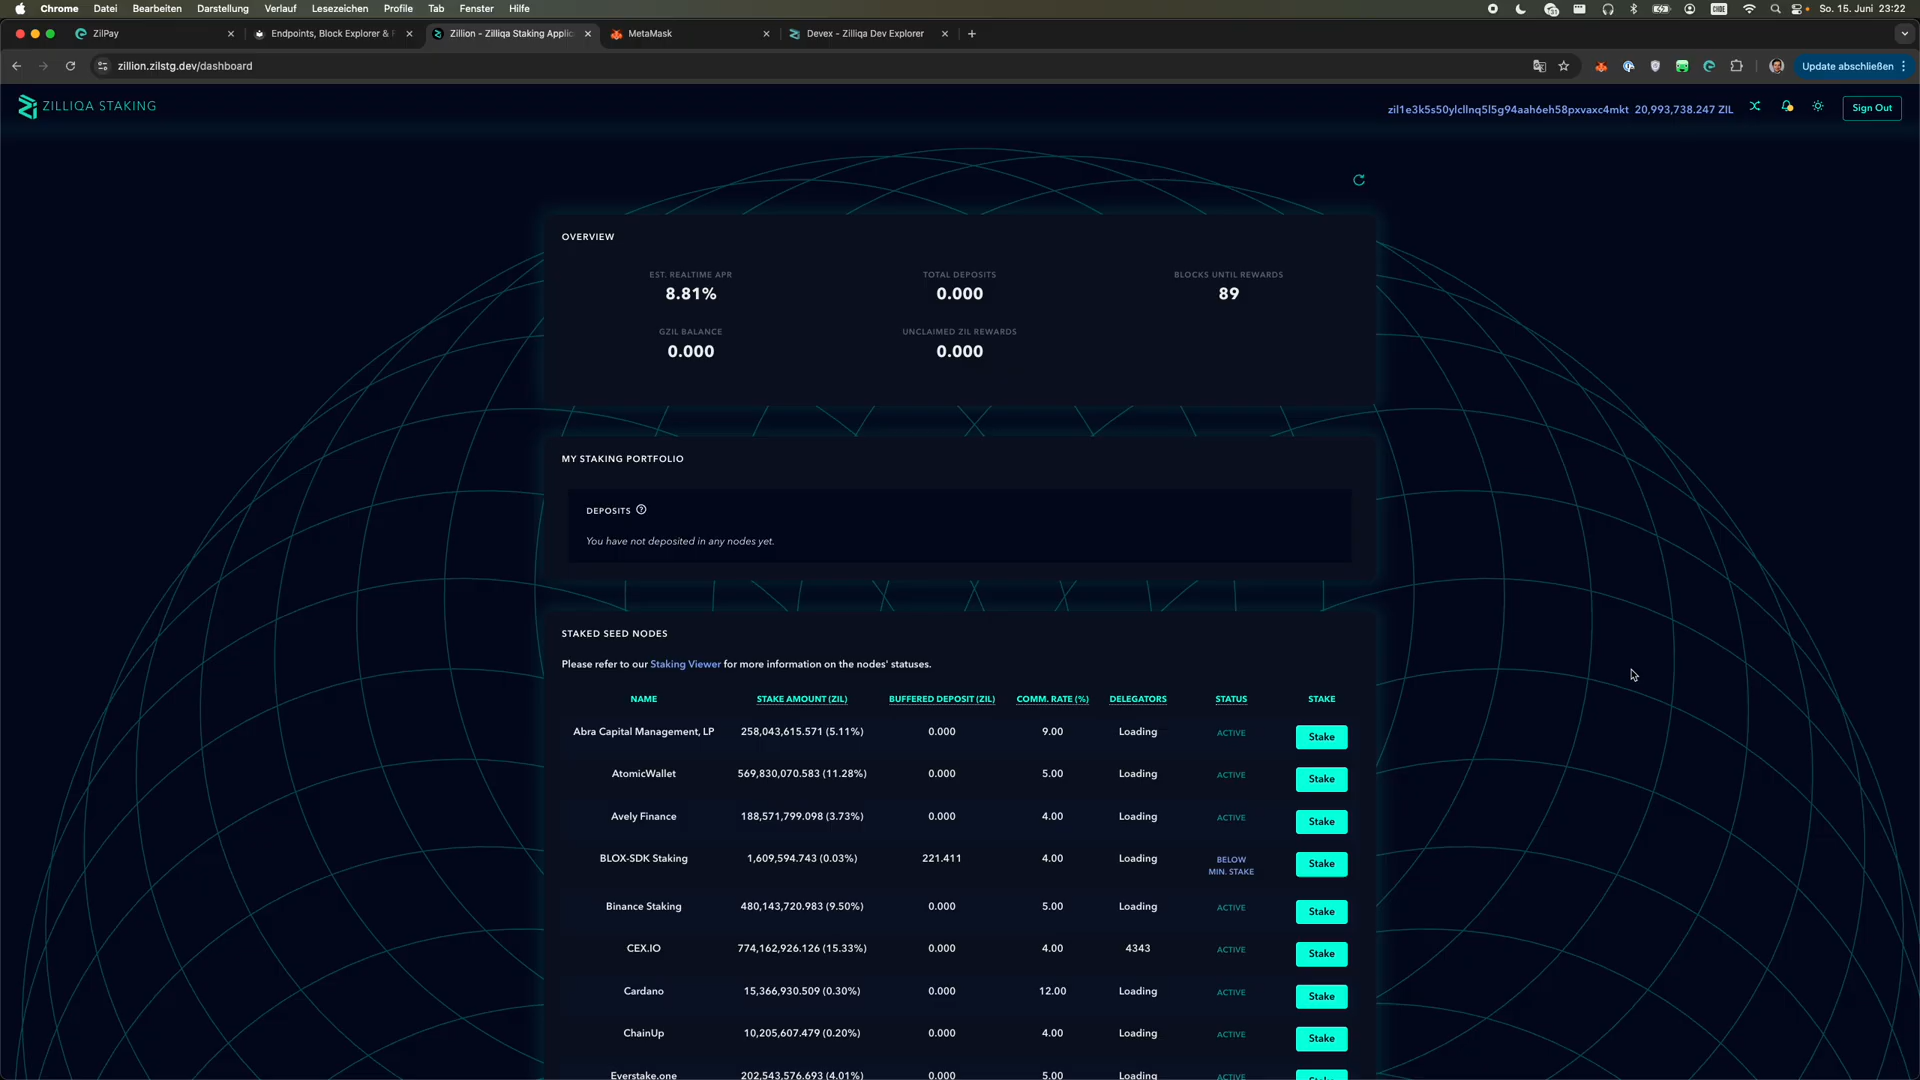 Chrome Datei Bearbeiten Darstellung Verlauf Lesezeichen Profile Tab Fenster Hilfe
So. 15. Juni 23:22
ZilPay
Endpoints, Block Explorer &
Zillion - Zilliqa Staking Applic
MetaMask
Devex - Zilliqa Dev Explorer
zillion.zilstg.dev/dashboard
Update abschließen
ZILLIQA STAKING
zil1e3k5s50ylcllnq5l5g94aah6eh58pxvaxc4mkt 20,993,738.247 ZIL
Sign Out
OVERVIEW
EST. REALTIME APR
8.81%
TOTAL DEPOSITS
0.000
BLOCKS UNTIL REWARDS
89
GZIL BALANCE
0.000
UNCLAIMED ZIL REWARDS
0.000
MY STAKING PORTFOLIO
DEPOSITS
You have not deposited in any nodes yet.
STAKED SEED NODES
Please refer to our Staking Viewer for more information on the nodes' statuses.
NAME STAKE AMOUNT (ZIL) BUFFERED DEPOSIT (ZIL) COMM. RATE (%) DELEGATORS STATUS STAKE
Abra Capital Management, LP 258,043,615.571 (5.11%) 0.000 9.00 Loading ACTIVE Stake
AtomicWallet 569,830,070.583 (11.28%) 0.000 5.00 Loading ACTIVE Stake
Avely Finance 188,571,799.098 (3.73%) 0.000 4.00 Loading ACTIVE Stake
BLOX-SDK Staking 1,609,594.743 (0.03%) 221.411 4.00 Loading BELOW MIN. STAKE Stake
Binance Staking 480,143,720.983 (9.50%) 0.000 5.00 Loading ACTIVE Stake
CEX.IO 774,162,926.126 (15.33%) 0.000 4.00 4343 ACTIVE Stake
Cardano 15,366,930.509 (0.30%) 0.000 12.00 Loading ACTIVE Stake
ChainUp 10,205,607.479 (0.20%) 0.000 4.00 Loading ACTIVE Stake
Everstake.one 202,543,576.693 (4.01%) 0.000 5.00 Loading ACTIVE